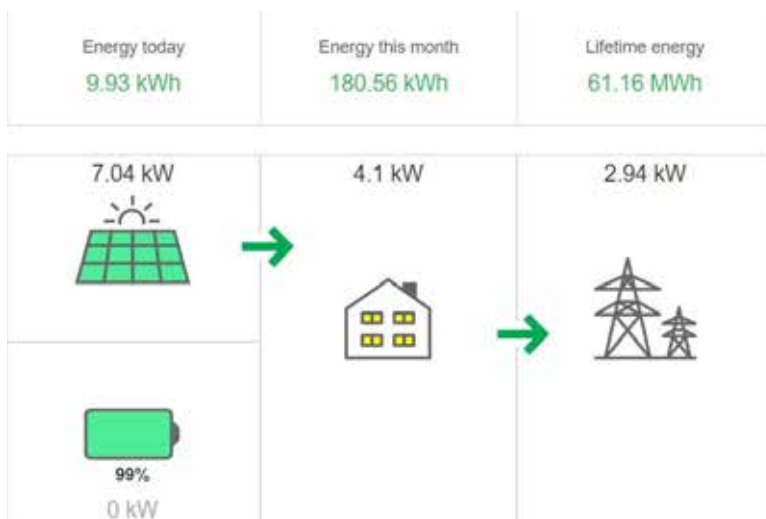 Energy today
9.93 kWh
Energy this month
180.56 kWh
Lifetime energy
61.16 MWh
7.04 kW
4.1 kW
2.94 kW
99%
0 kW